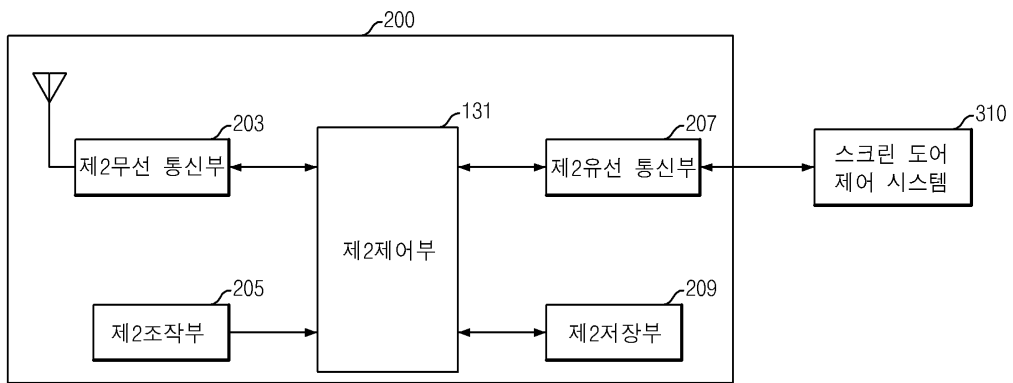 200
203
제2무선 통신부
131
제2제어부
207
제2유선 통신부
310
스크린 도어
제어 시스템
205
제2조작부
209
제2저장부